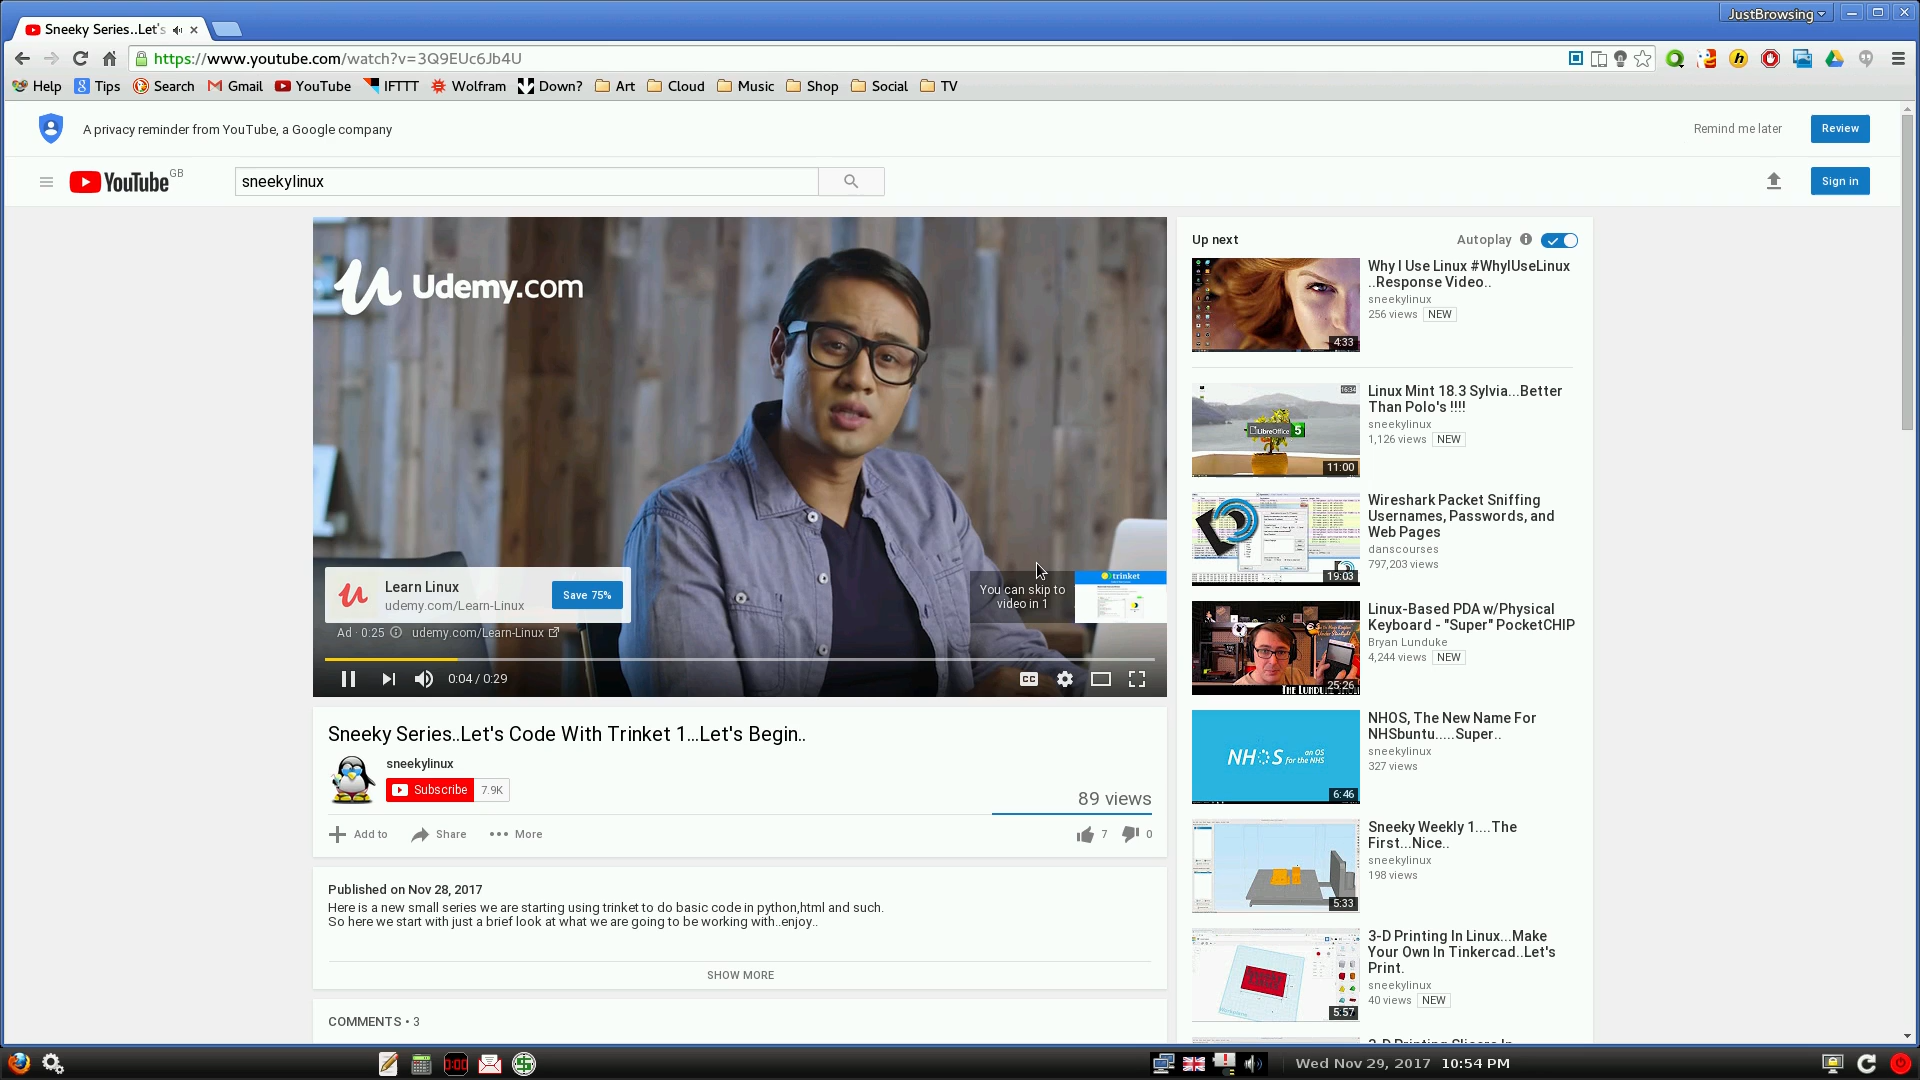 Sneeky Series..Let's
JustBrowsing
https://www.youtube.com/watch?v=3Q9EUc6Jb4U
Help Tips Search Gmail YouTube IFTTT Wolfram Down? Art Cloud Music Shop Social TV
A privacy reminder from YouTube, a Google company
Remind me later
Review
YouTube GB
sneekylinux
Sign in
Udemy.com
Learn Linux
udemy.com/Learn-Linux
Save 75%
You can skip to
video in 1
trinket
Ad · 0:25 udemy.com/Learn-Linux
0:04 / 0:29
CC
Sneeky Series..Let's Code With Trinket 1...Let's Begin..
sneekylinux
Subscribe 7.9K
89 views
Add to Share More
7 0
Published on Nov 28, 2017
Here is a new small series we are starting using trinket to do basic code in python,html and such.
So here we start with just a brief look at what we are going to be working with..enjoy..
SHOW MORE
COMMENTS • 3
Up next
Autoplay
Why I Use Linux #WhyIUseLinux
..Response Video..
sneekylinux
256 views NEW
4:33
Linux Mint 18.3 Sylvia...Better
Than Polo's !!!!
sneekylinux
1,126 views NEW
LibreOffice 5
11:00
Wireshark Packet Sniffing
Usernames, Passwords, and
Web Pages
danscourses
797,203 views
19:03
Linux-Based PDA w/Physical
Keyboard - "Super" PocketCHIP
Bryan Lunduke
4,244 views NEW
25:26
NHOS, The New Name For
NHSbuntu.....Super..
sneekylinux
327 views
NHOS an OS
for the NHS
6:46
Sneeky Weekly 1....The
First...Nice..
sneekylinux
198 views
5:33
3-D Printing In Linux...Make
Your Own In Tinkercad..Let's
Print.
sneekylinux
40 views NEW
5:57
0:00
Wed Nov 29, 2017 10:54 PM